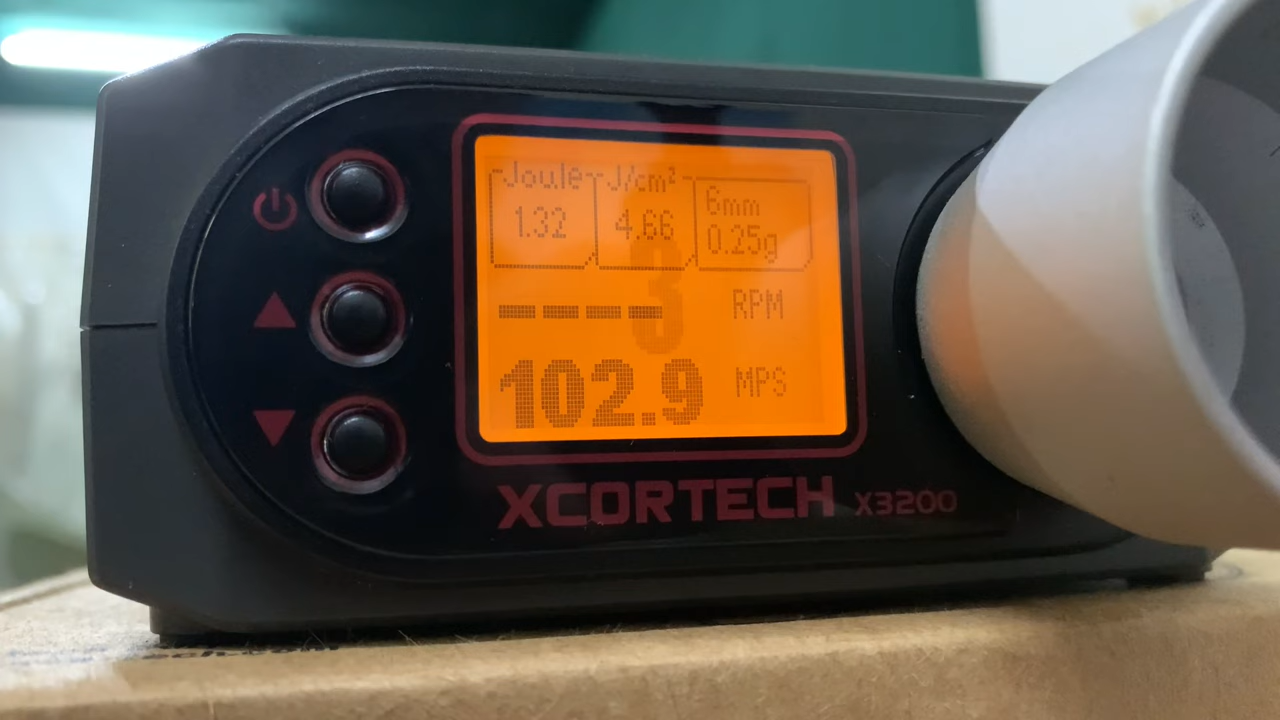 Joule J/cm²
1.32 4.66 6mm
0.25g
---- RPM
102.9 MPS
XCORTECH X3200